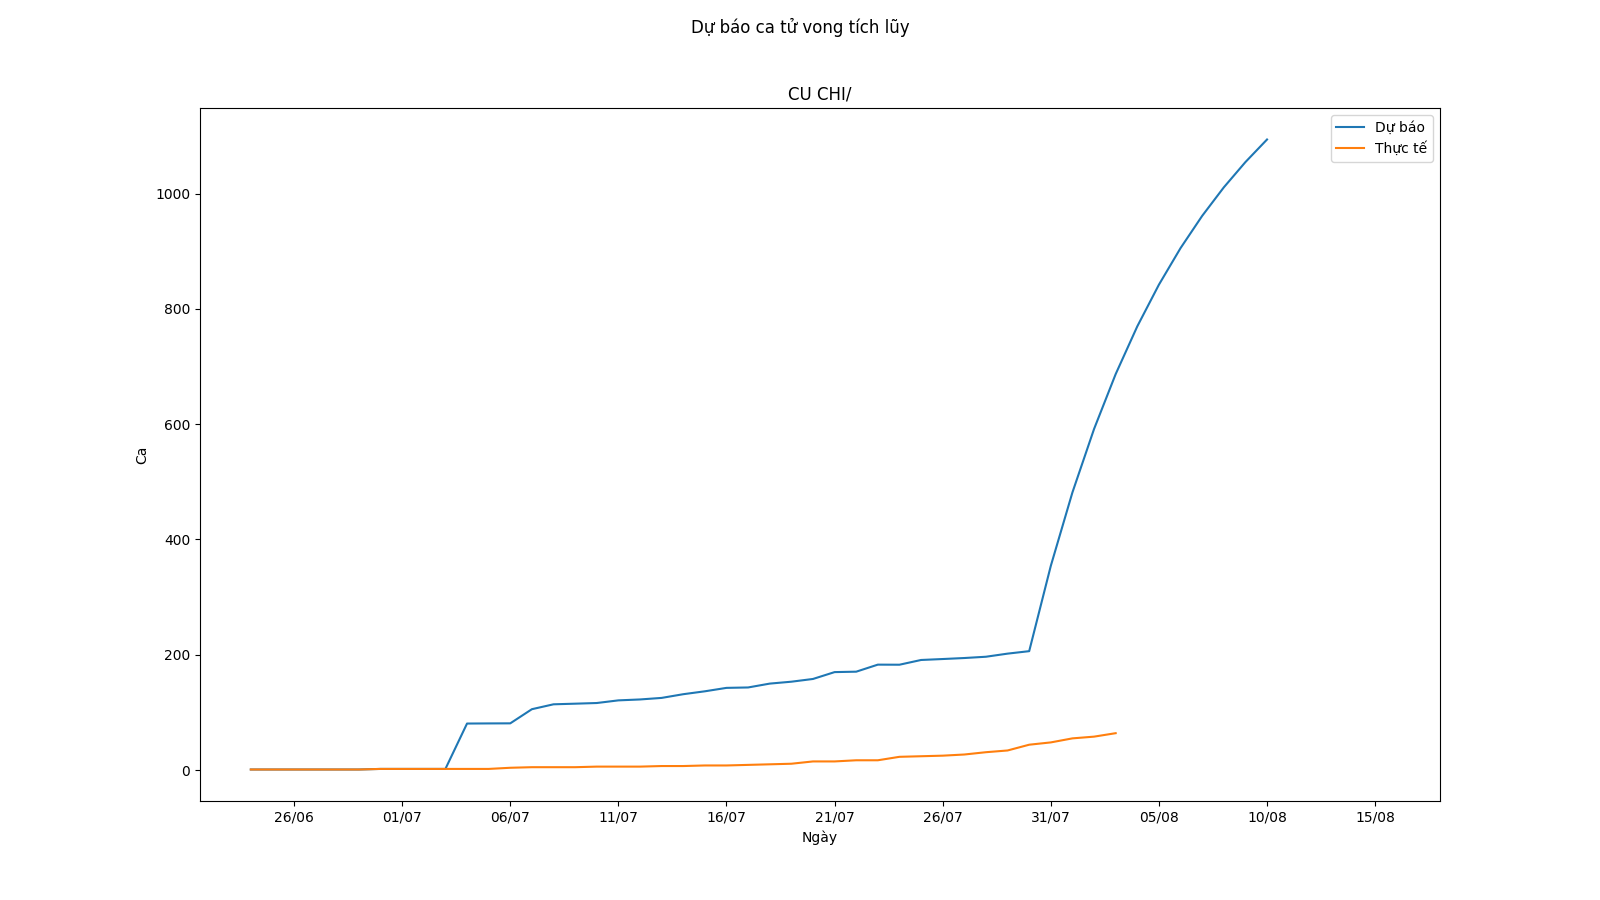 Dự báo ca tử vong tích lũy
CU CHI/
Dự báo
Thực tế
1000
800
600
400
200
0
Ca
26/06 01/07 06/07 11/07 16/07 21/07 26/07 31/07 05/08 10/08 15/08
Ngày